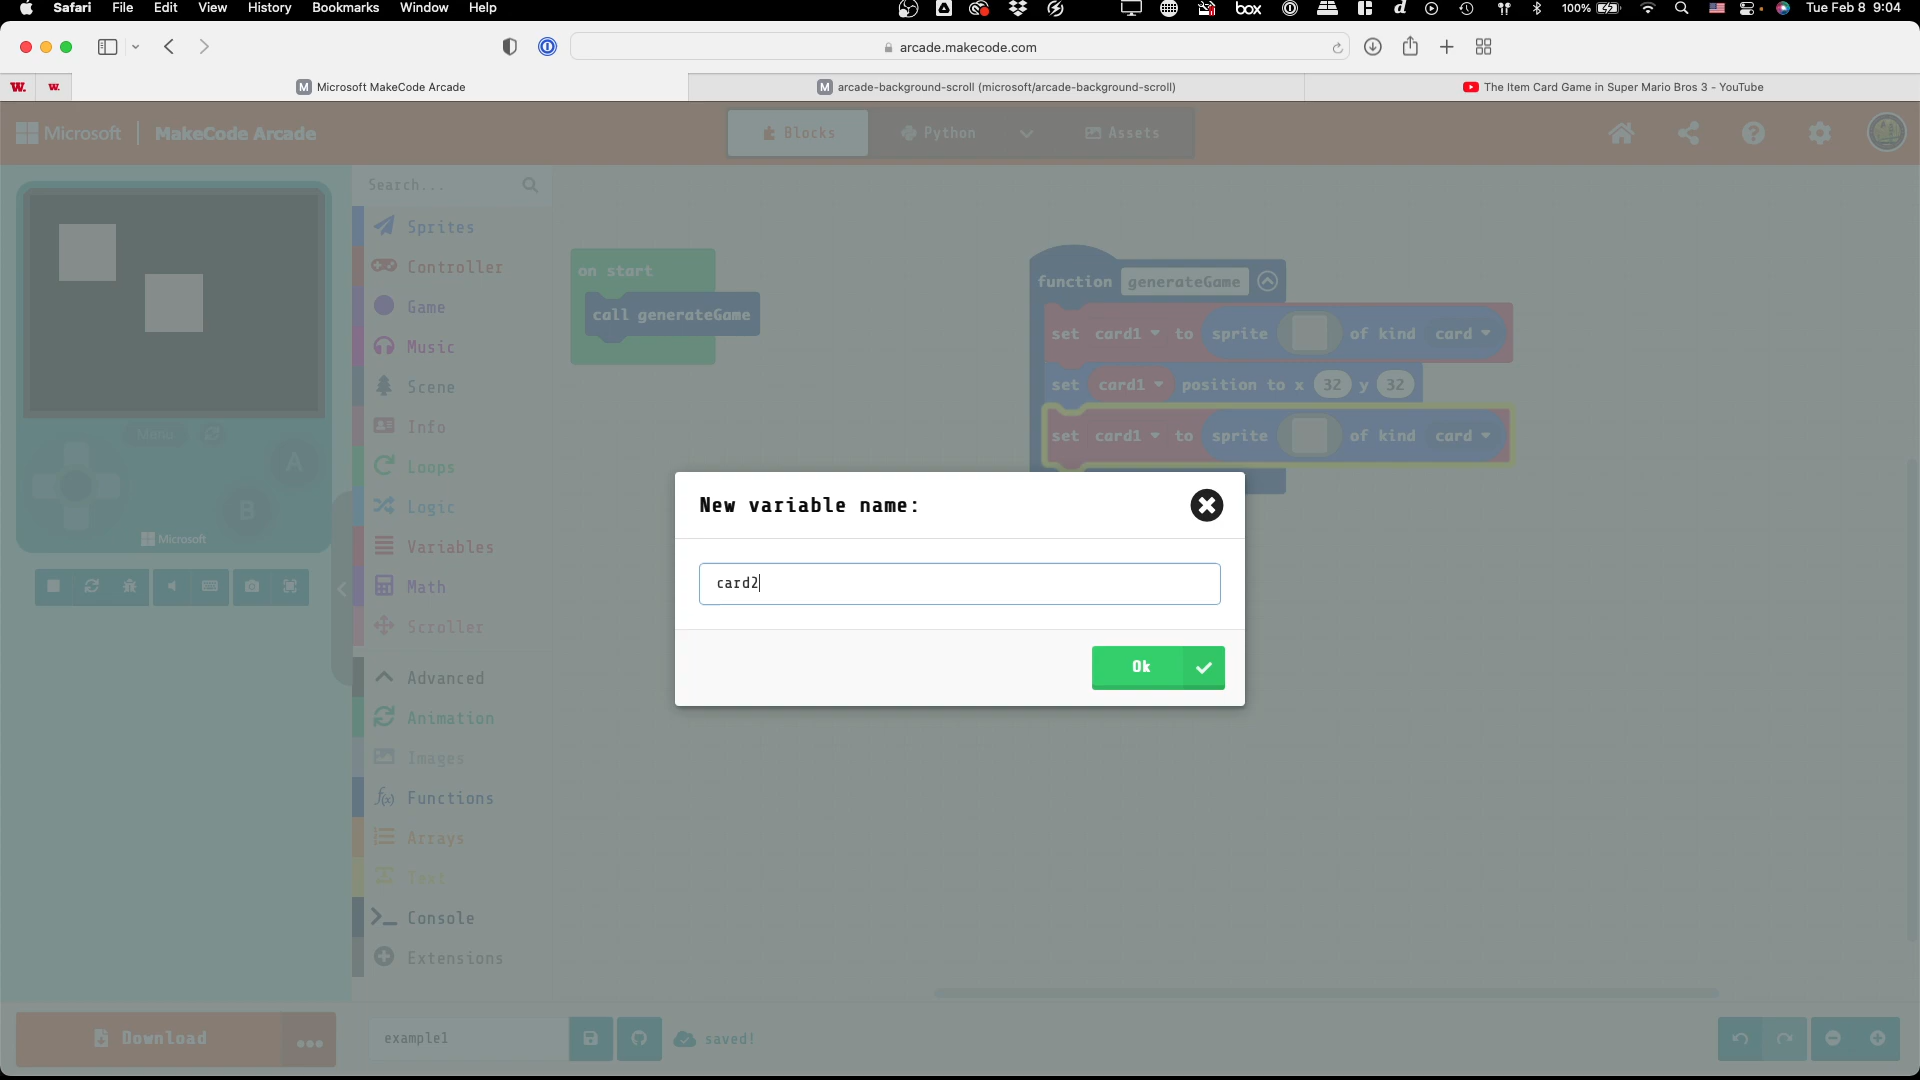 Safari File Edit View History Bookmarks Window Help box 100% Tue Feb 8 9:04
arcade.makecode.com
W. W. M Microsoft MakeCode Arcade M arcade-background-scroll (microsoft/arcade-background-scroll) The Item Card Game in Super Mario Bros 3 - YouTube
Microsoft MakeCode Arcade Blocks Python Assets
Search...
Sprites
Controller
Game
Music
Scene
Info
Loops
Logic
Variables
Math
Scroller
Advanced
Animation
Images
Functions
Arrays
Text
Console
Extensions
Menu
A
B
Microsoft
on start
call generateGame
function generateGame
set card1 to sprite of kind card
set card1 position to x 32 y 32
set card1 to sprite of kind card
New variable name:
card2
Ok
Download example1 saved!